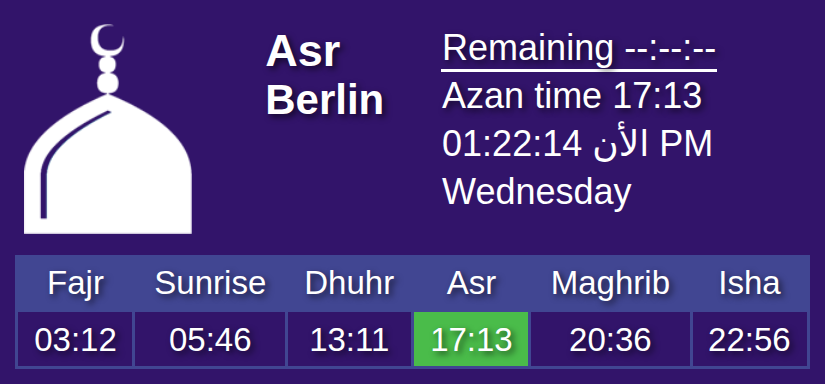 Asr
Berlin
Remaining --:--:--
Azan time 17:13
01:22:14 الأن PM
Wednesday
Fajr Sunrise Dhuhr Asr Maghrib Isha
03:12 05:46 13:11 17:13 20:36 22:56